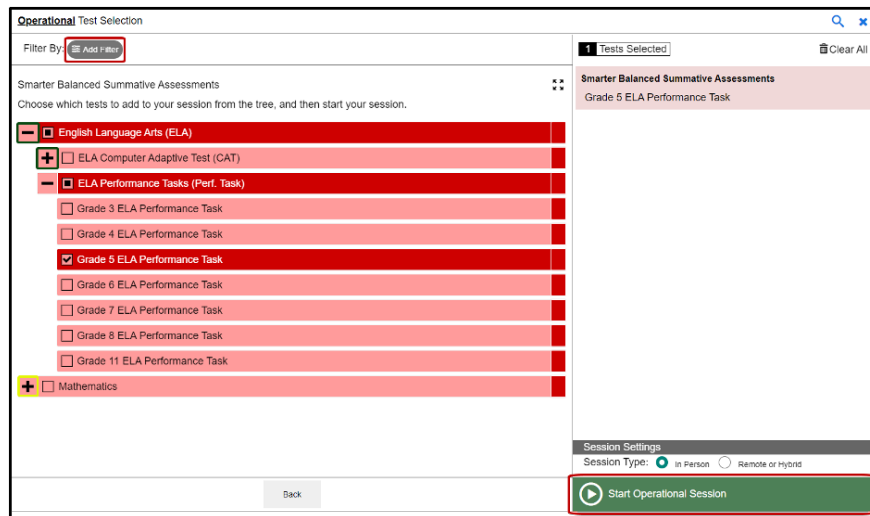 Operational Test Selection
Filter By: Add Filter
Smarter Balanced Summative Assessments
Choose which tests to add to your session from the tree, and then start your session.
English Language Arts (ELA)
ELA Computer Adaptive Test (CAT)
ELA Performance Tasks (Perf. Task)
Grade 3 ELA Performance Task
Grade 4 ELA Performance Task
Grade 5 ELA Performance Task
Grade 6 ELA Performance Task
Grade 7 ELA Performance Task
Grade 8 ELA Performance Task
Grade 11 ELA Performance Task
Mathematics
Back
1 Tests Selected Clear All
Smarter Balanced Summative Assessments
Grade 5 ELA Performance Task
Session Settings
Session Type: In Person Remote or Hybrid
Start Operational Session